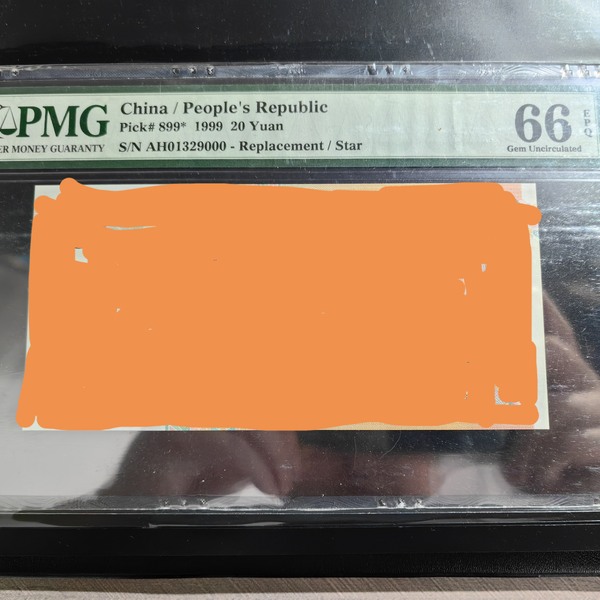 PMG
ER MONEY GUARANTY
China / People's Republic
Pick# 899* 1999 20 Yuan
S/N AH01329000 - Replacement / Star
66
EPQ
Gem Uncirculated